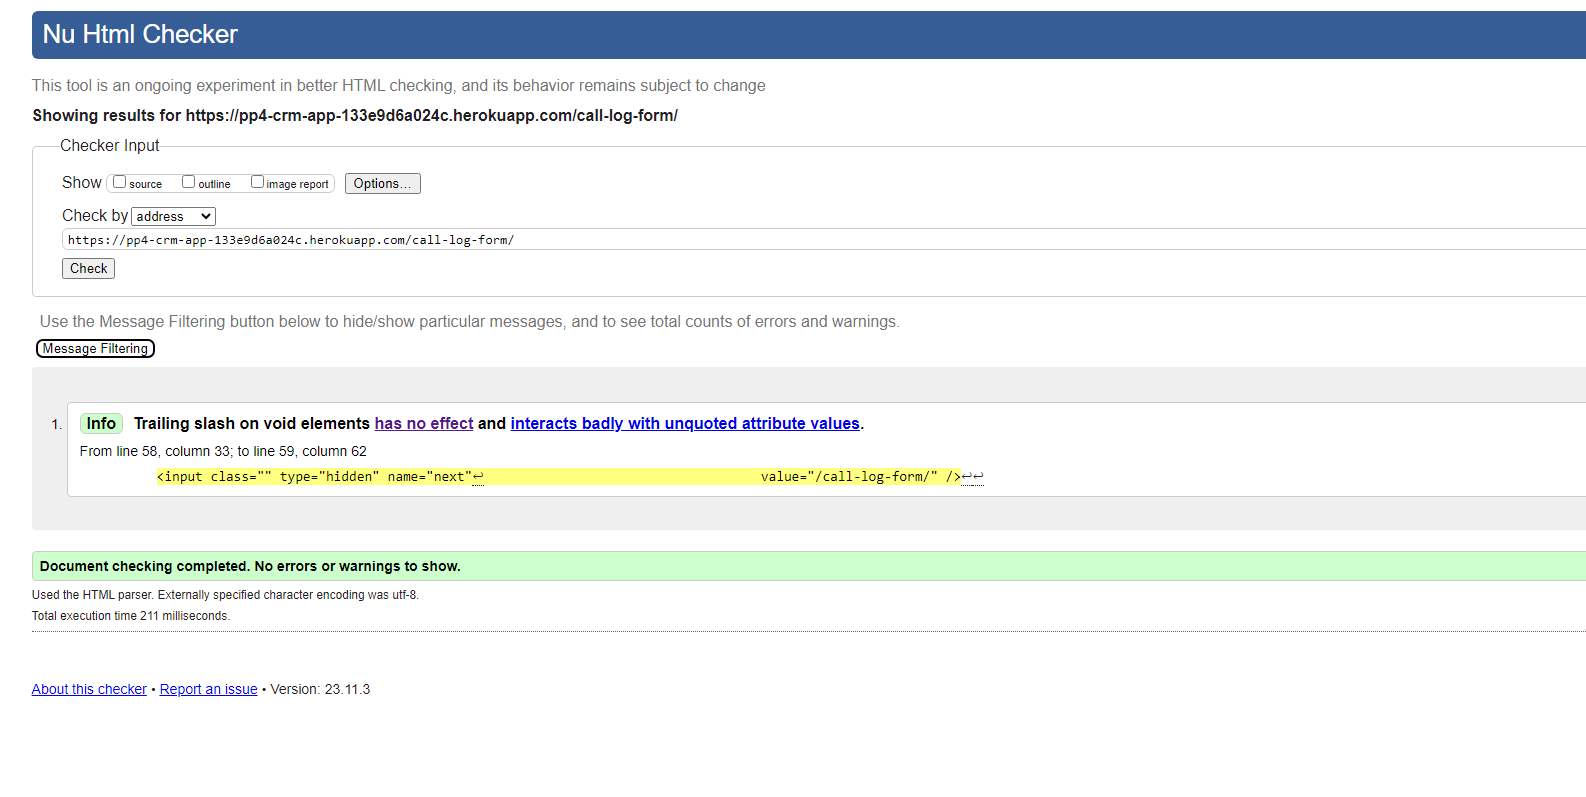 Nu Html Checker
This tool is an ongoing experiment in better HTML checking, and its behavior remains subject to change
Showing results for https://pp4-crm-app-133e9d6a024c.herokuapp.com/call-log-form/
Checker Input
Show source outline image report Options...
Check by address
https://pp4-crm-app-133e9d6a024c.herokuapp.com/call-log-form/
Check
Use the Message Filtering button below to hide/show particular messages, and to see total counts of errors and warnings.
Message Filtering
1. Info Trailing slash on void elements has no effect and interacts badly with unquoted attribute values.
From line 58, column 33; to line 59, column 62
<input class="" type="hidden" name="next"↩ value="/call-log-form/" />↩↩
Document checking completed. No errors or warnings to show.
Used the HTML parser. Externally specified character encoding was utf-8.
Total execution time 211 milliseconds.
About this checker • Report an issue • Version: 23.11.3